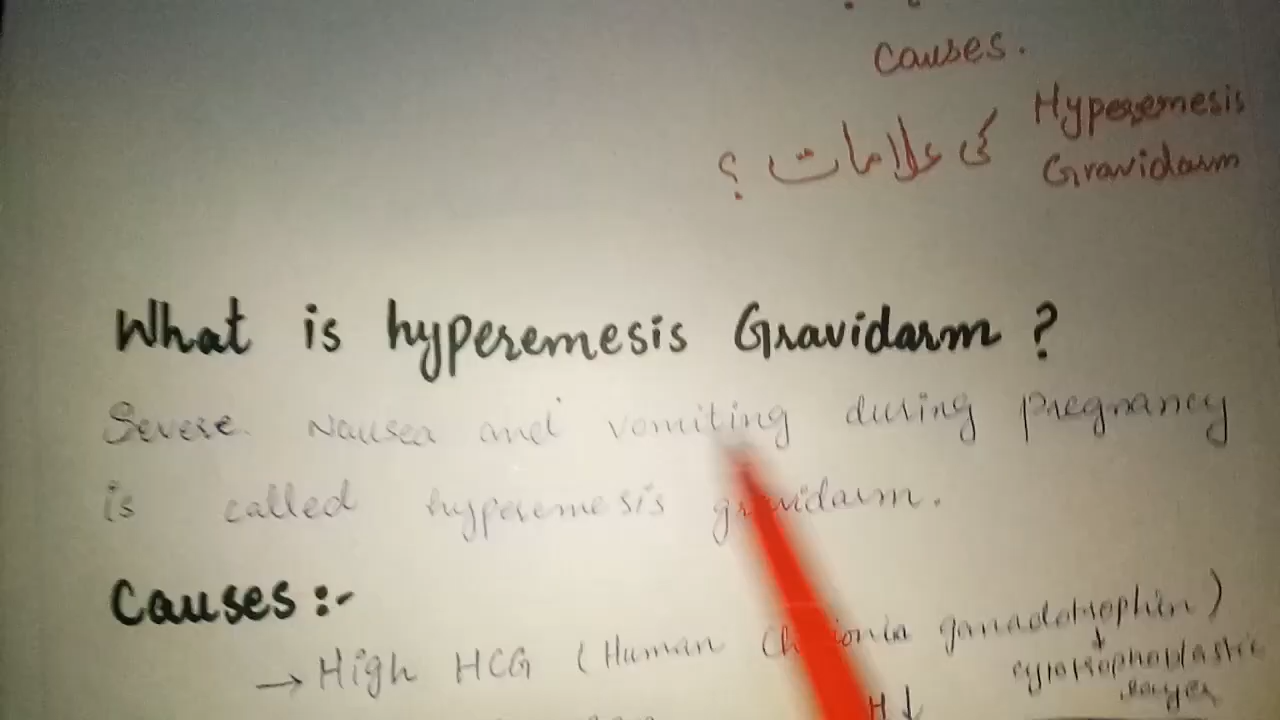 causes.
Hyperemesis
Gravidarm کی علامات ؟
What is hyperemesis Gravidarm ?
Severe Nausea and vomiting during pregnancy
is called hyperemesis gravidarm.
Causes :-
→ High HCG (Human ganadotrophin)
↓
H↓